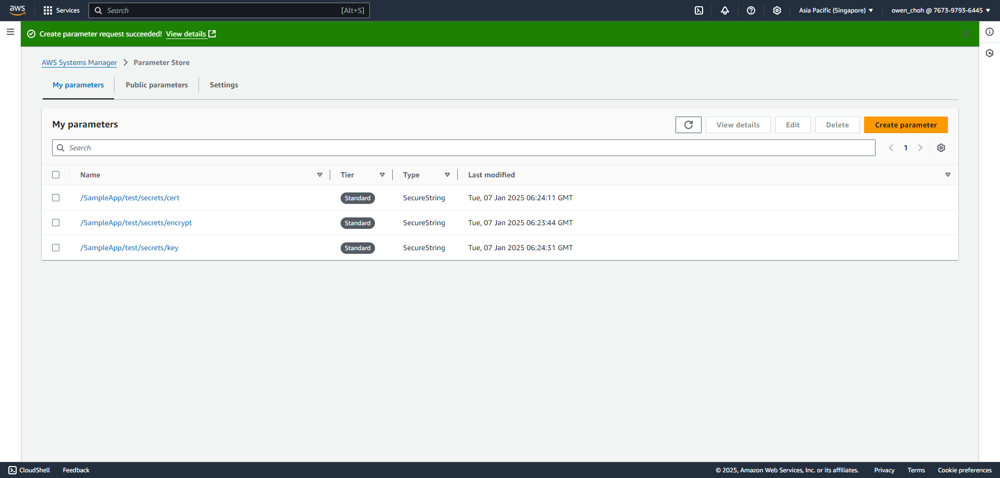 aws Services Search [Alt+S] Asia Pacific (Singapore) owen_choh @ 7673-9793-6445
Create parameter request succeeded! View details
AWS Systems Manager Parameter Store
My parameters Public parameters Settings
My parameters View details Edit Delete Create parameter
Search 1
Name Tier Type Last modified
/SampleApp/test/secrets/cert Standard SecureString Tue, 07 Jan 2025 06:24:11 GMT
/SampleApp/test/secrets/encrypt Standard SecureString Tue, 07 Jan 2025 06:23:44 GMT
/SampleApp/test/secrets/key Standard SecureString Tue, 07 Jan 2025 06:24:31 GMT
CloudShell Feedback © 2025, Amazon Web Services, Inc. or its affiliates. Privacy Terms Cookie preferences